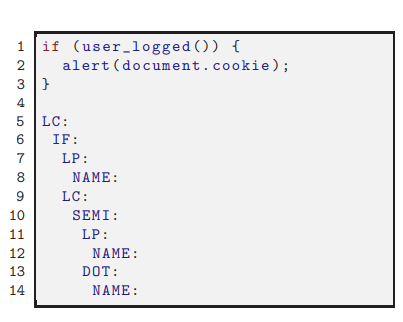 1 if (user_logged()) {
2   alert(document.cookie);
3 }
4
5 LC:
6  IF:
7   LP:
8    NAME:
9   LC:
10    SEMI:
11     LP:
12      NAME:
13     DOT:
14      NAME: